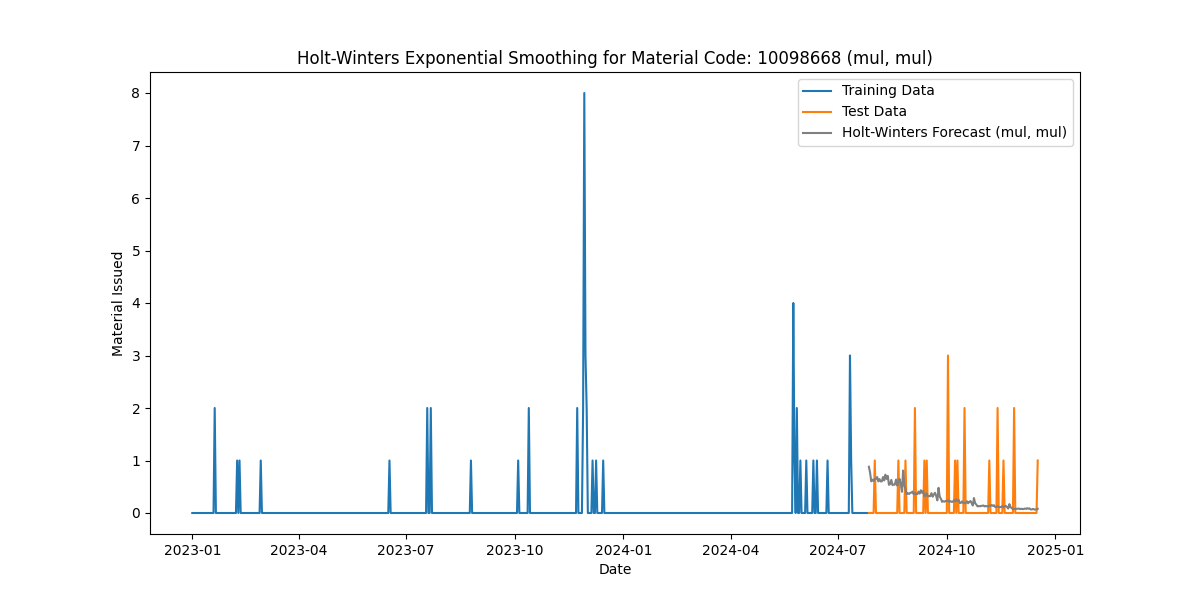 Holt-Winters Exponential Smoothing for Material Code: 10098668 (mul, mul)
Training Data
Test Data
Holt-Winters Forecast (mul, mul)
8
7
6
5
4
3
2
1
0
Material Issued
2023-01 2023-04 2023-07 2023-10 2024-01 2024-04 2024-07 2024-10 2025-01
Date